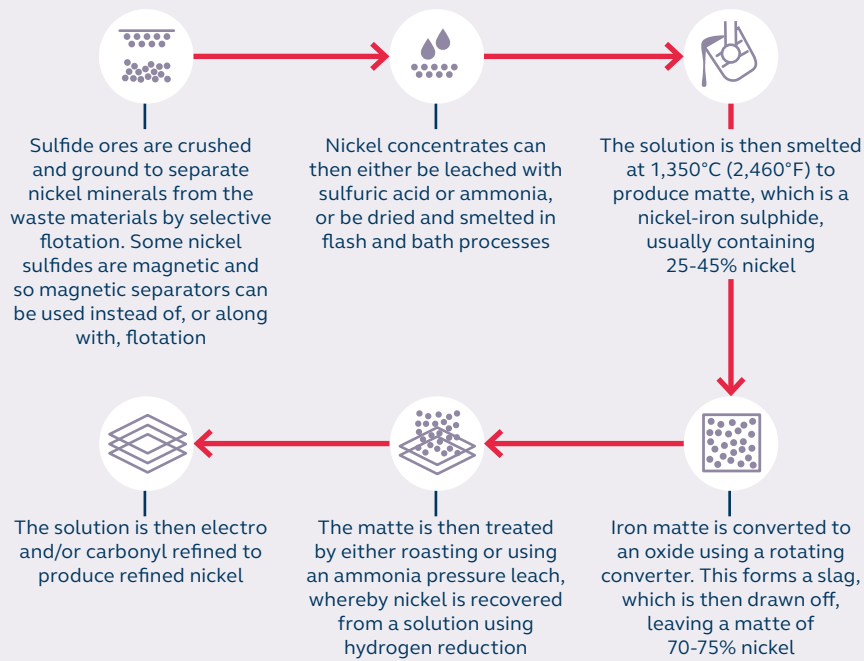 Sulfide ores are crushed
and ground to separate
nickel minerals from the
waste materials by selective
flotation. Some nickel
sulfides are magnetic and
so magnetic separators can
be used instead of, or along
with, flotation
Nickel concentrates can
then either be leached with
sulfuric acid or ammonia,
or be dried and smelted in
flash and bath processes
The solution is then smelted
at 1,350°C (2,460°F) to
produce matte, which is a
nickel-iron sulphide,
usually containing
25-45% nickel
Iron matte is converted to
an oxide using a rotating
converter. This forms a slag,
which is then drawn off,
leaving a matte of
70-75% nickel
The matte is then treated
by either roasting or using
an ammonia pressure leach,
whereby nickel is recovered
from a solution using
hydrogen reduction
The solution is then electro
and/or carbonyl refined to
produce refined nickel